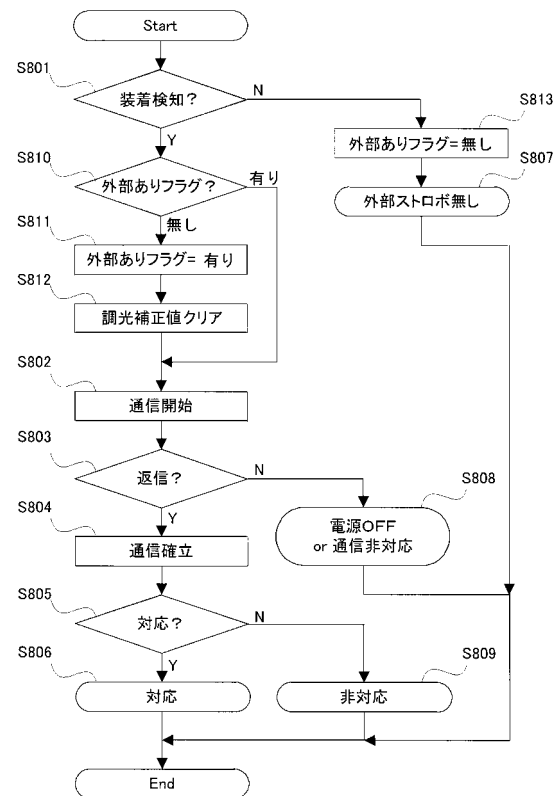 Start
S801
装着検知?
N
Y
S813
外部ありフラグ=無し
S807
外部ストロボ無し
S810
外部ありフラグ?
有り
無し
S811
外部ありフラグ= 有り
S812
調光補正値クリア
S802
通信開始
S803
返信?
N
Y
S808
電源OFF
or 通信非対応
S804
通信確立
S805
対応?
N
Y
S806
対応
S809
非対応
End